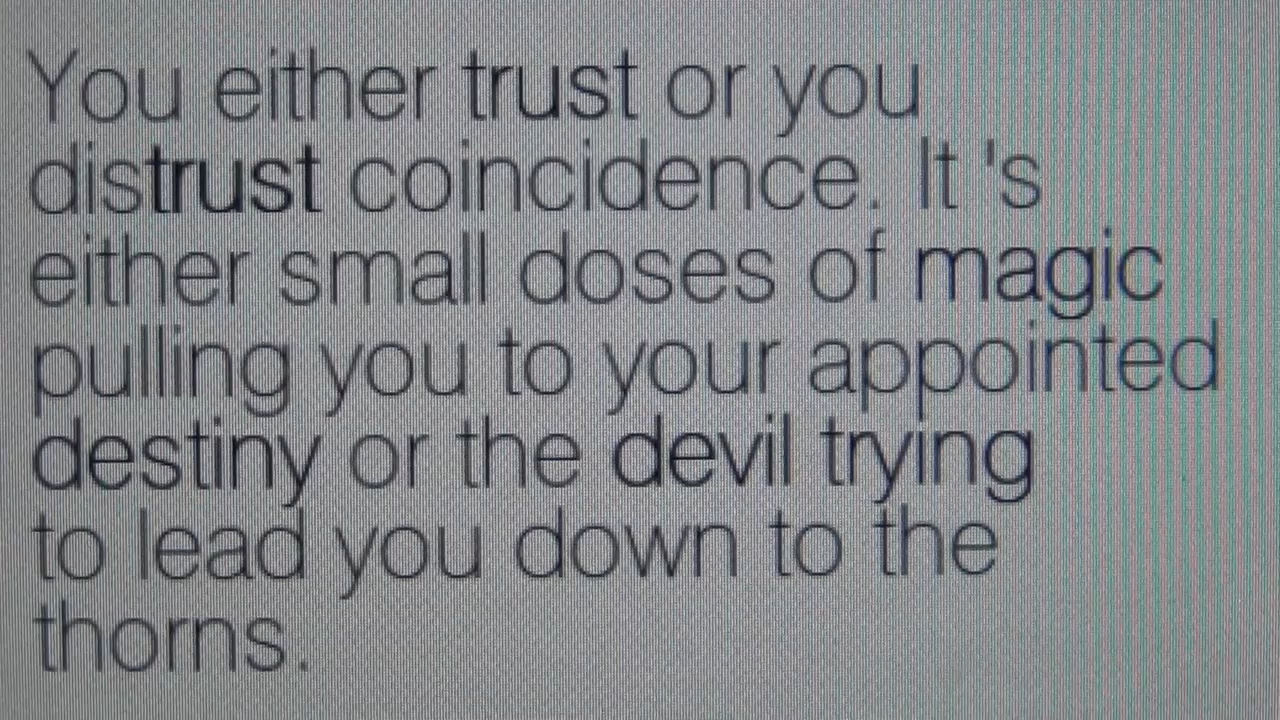 You either trust or you
distrust coincidence. It 's
either small doses of magic
pulling you to your appointed
destiny or the devil trying
to lead you down to the
thorns.